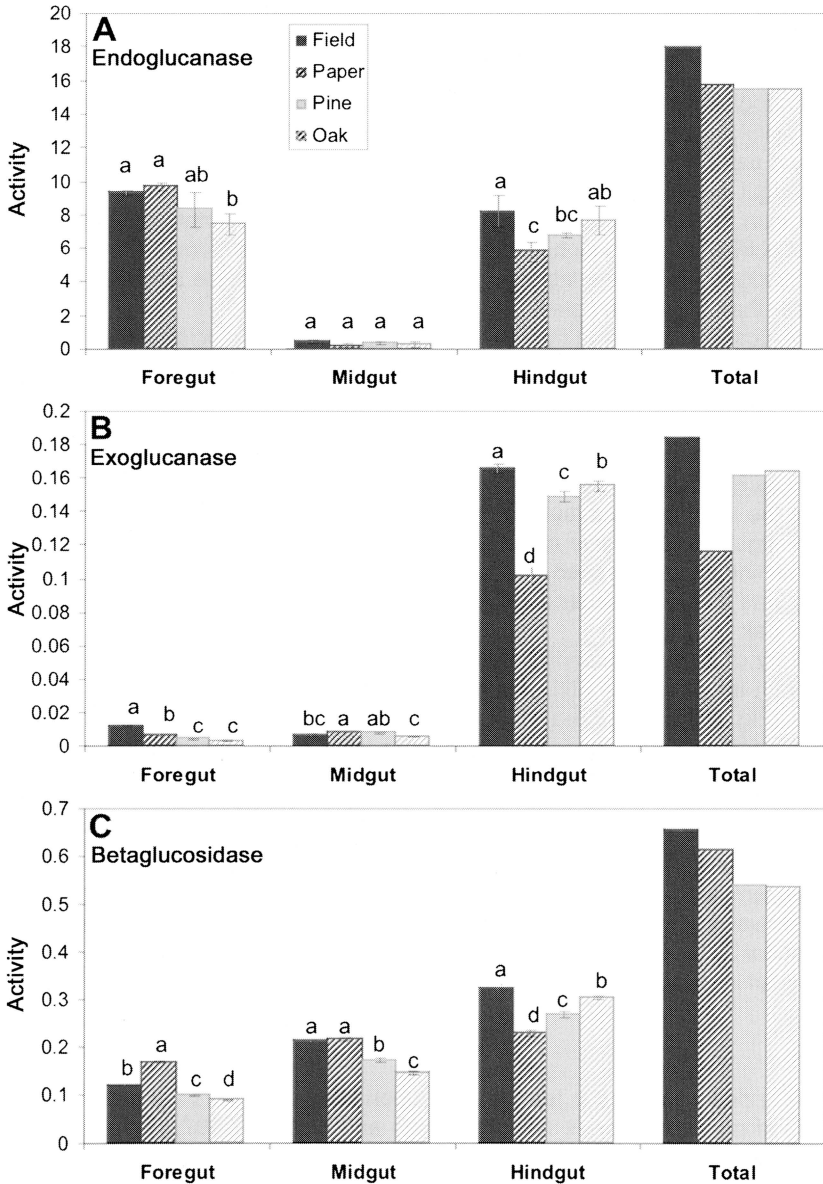 A
Endoglucanase
Field
Paper
Pine
Oak
Activity
20
18
16
14
12
10
8
6
4
2
0
a a ab b
a a a a
a c bc ab
Foregut Midgut Hindgut Total
B
Exoglucanase
Activity
0.2
0.18
0.16
0.14
0.12
0.1
0.08
0.06
0.04
0.02
0
a b c c
bc a ab c
a d c b
Foregut Midgut Hindgut Total
C
Betaglucosidase
Activity
0.7
0.6
0.5
0.4
0.3
0.2
0.1
0
b a c d
a a b c
a d c b
Foregut Midgut Hindgut Total